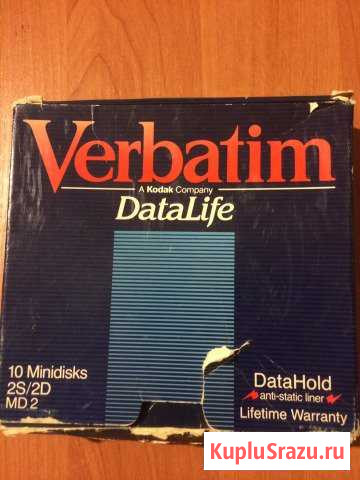 Verbatim
A Kodak Company
DataLife
10 Minidisks
2S/2D
MD 2
DataHold
anti-static liner
Lifetime Warranty
KupluSrazu.ru